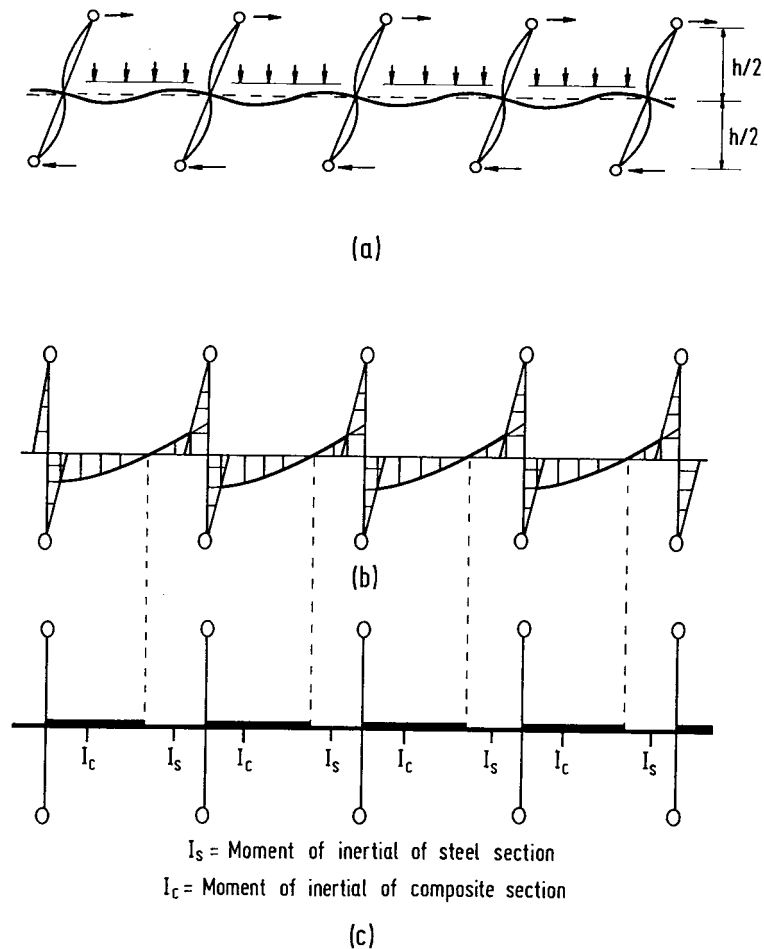 h/2
h/2
(a)
(b)
I_c I_s I_c I_s I_c I_s I_c I_s
I_s = Moment of inertial of steel section
I_c = Moment of inertial of composite section
(c)